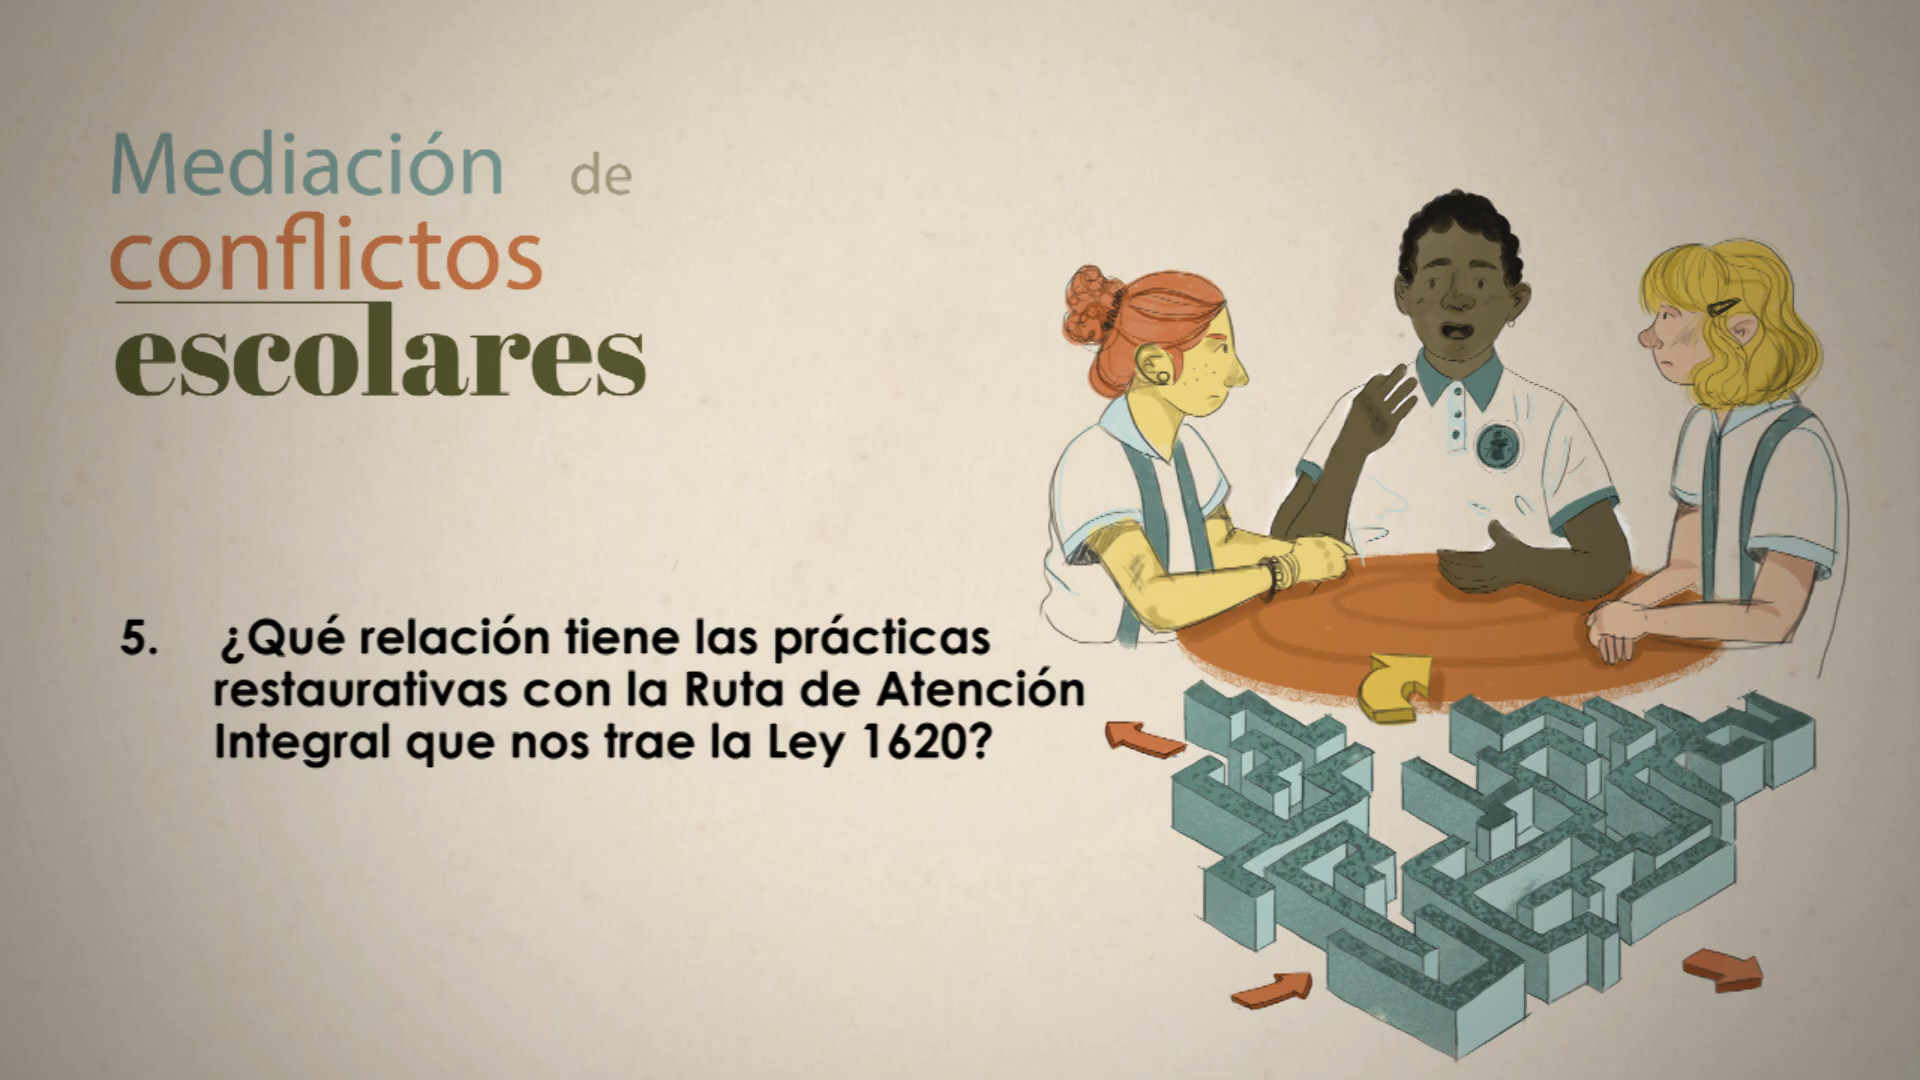 Mediación de
conflictos
escolares
5. ¿Qué relación tiene las prácticas
restaurativas con la Ruta de Atención
Integral que nos trae la Ley 1620?